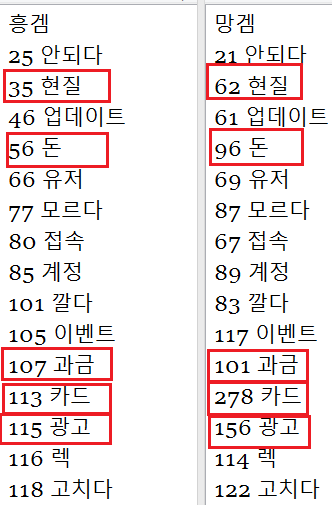 흥겜
25 안되다
35 현질
46 업데이트
56 돈
66 유저
77 모르다
80 접속
85 계정
101 깔다
105 이벤트
107 과금
113 카드
115 광고
116 렉
118 고치다
망겜
21 안되다
62 현질
61 업데이트
96 돈
69 유저
87 모르다
67 접속
89 계정
83 깔다
117 이벤트
101 과금
278 카드
156 광고
114 렉
122 고치다